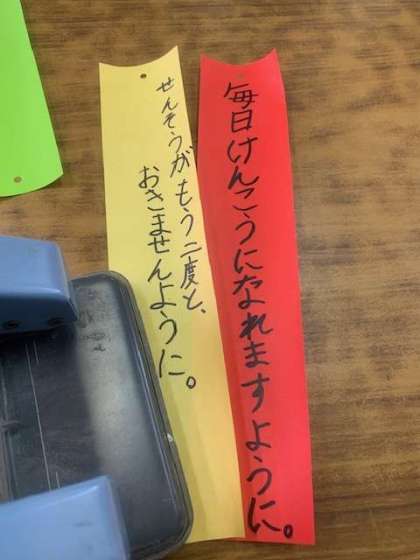 毎日けんこうになれますように。
せんそうがもう二度と、
おきませんように。